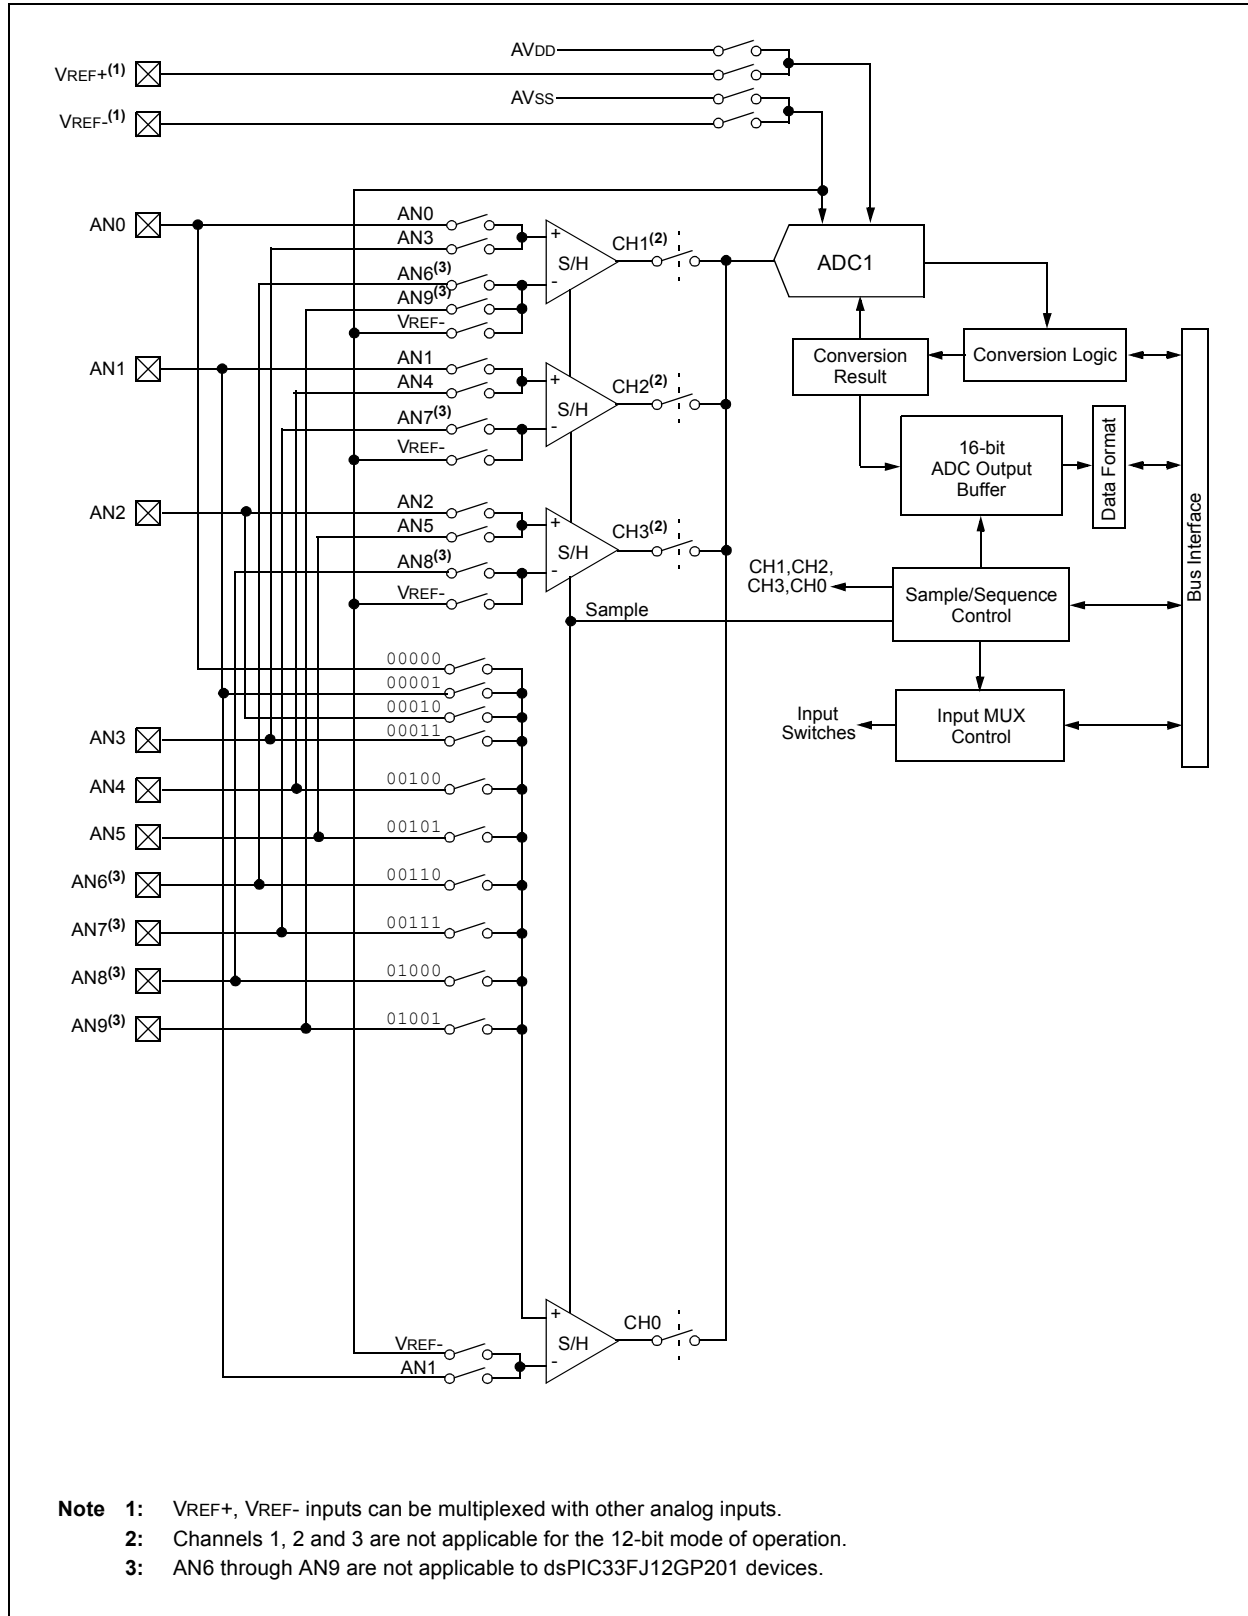 AVDD
VREF+(1)
AVSS
VREF-(1)
AN0
AN0
AN3
AN6(3)
AN9(3)
VREF-
+
S/H
-
CH1(2)
ADC1
Conversion
Result
Conversion Logic
AN1
AN1
AN4
AN7(3)
VREF-
+
S/H
-
CH2(2)
16-bit
ADC Output
Buffer
Data Format
Bus Interface
AN2
AN2
AN5
AN8(3)
VREF-
+
S/H
-
CH3(2)
CH1,CH2,
CH3,CH0
Sample/Sequence
Control
Sample
Input
Switches
Input MUX
Control
00000
00001
00010
AN3
00011
AN4
00100
AN5
00101
AN6(3)
00110
AN7(3)
00111
AN8(3)
01000
AN9(3)
01001
VREF-
AN1
+
S/H
-
CH0
Note 1: VREF+, VREF- inputs can be multiplexed with other analog inputs.
2: Channels 1, 2 and 3 are not applicable for the 12-bit mode of operation.
3: AN6 through AN9 are not applicable to dsPIC33FJ12GP201 devices.